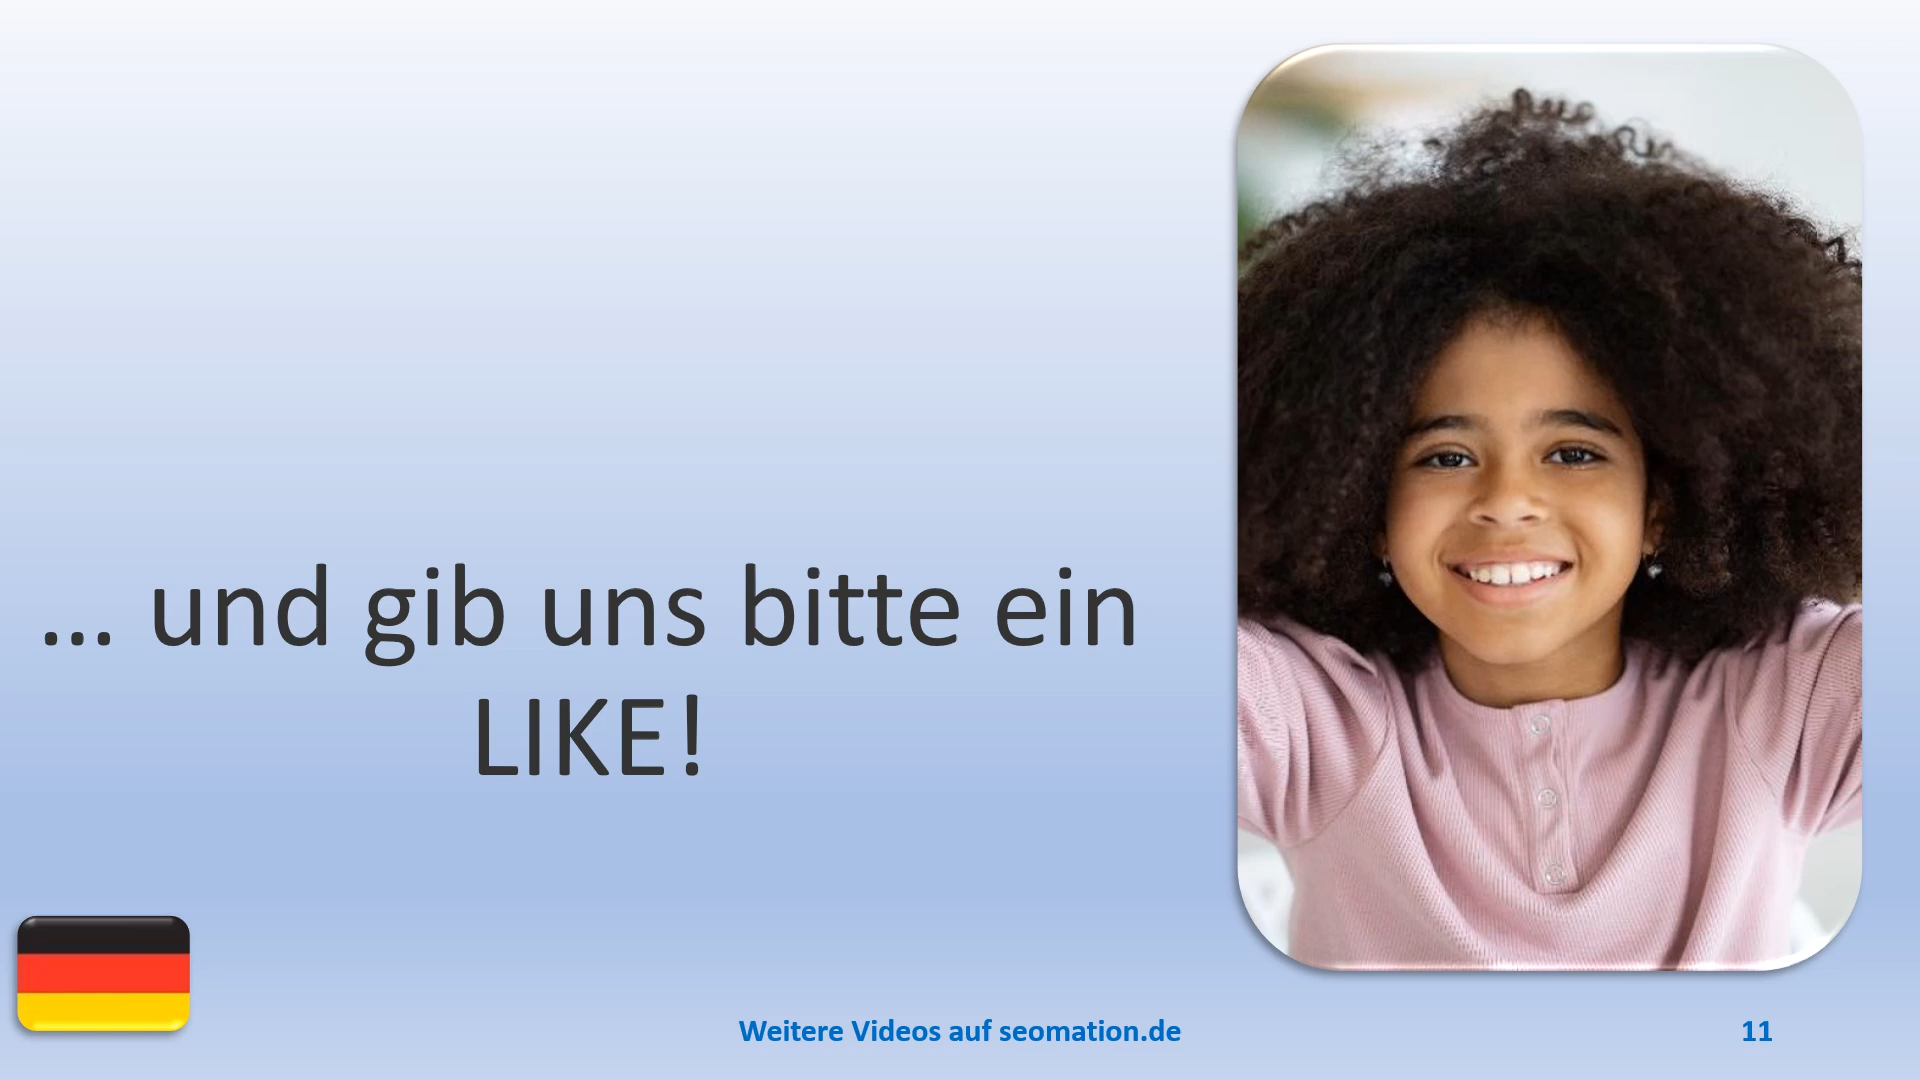 ... und gib uns bitte ein
LIKE!
Weitere Videos auf seomation.de
11